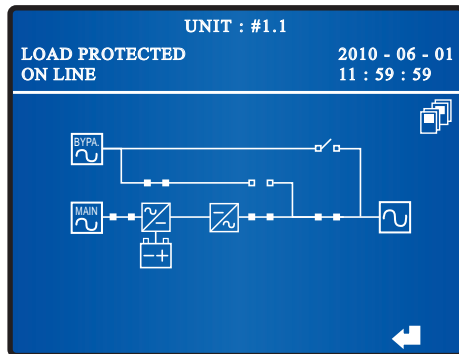 UNIT : #1.1
LOAD PROTECTED 2010 - 06 - 01
ON LINE 11 : 59 : 59
BYPA.
MAIN